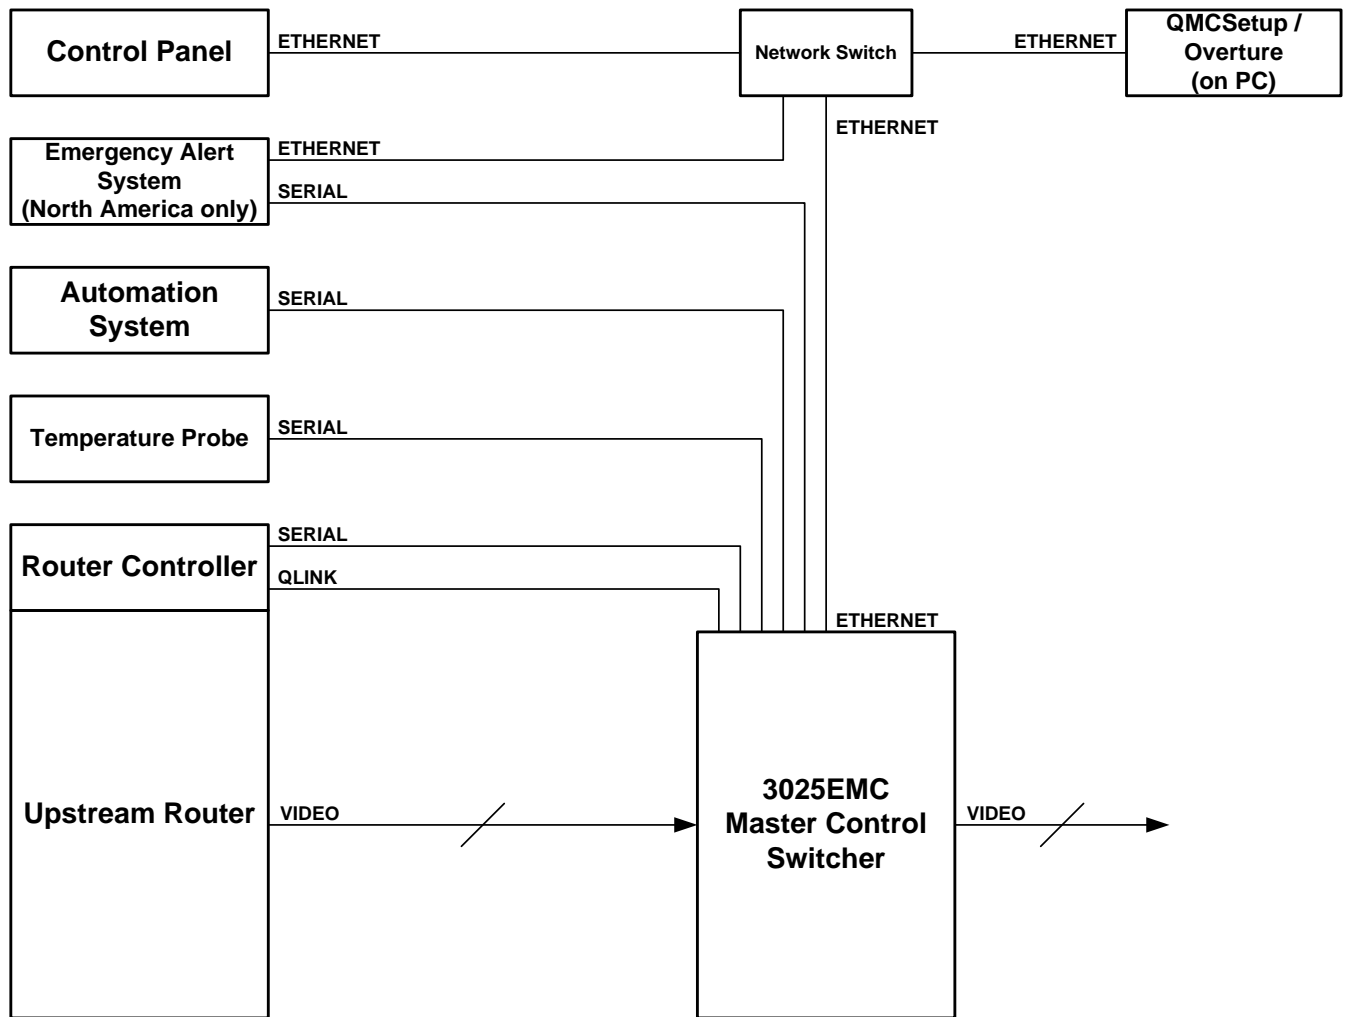 Control Panel
ETHERNET
Network Switch
ETHERNET
QMCSetup /
Overture
(on PC)
ETHERNET
Emergency Alert
System
(North America only)
ETHERNET
SERIAL
Automation
System
SERIAL
Temperature Probe
SERIAL
Router Controller
SERIAL
QLINK
ETHERNET
Upstream Router
VIDEO
3025EMC
Master Control
Switcher
VIDEO